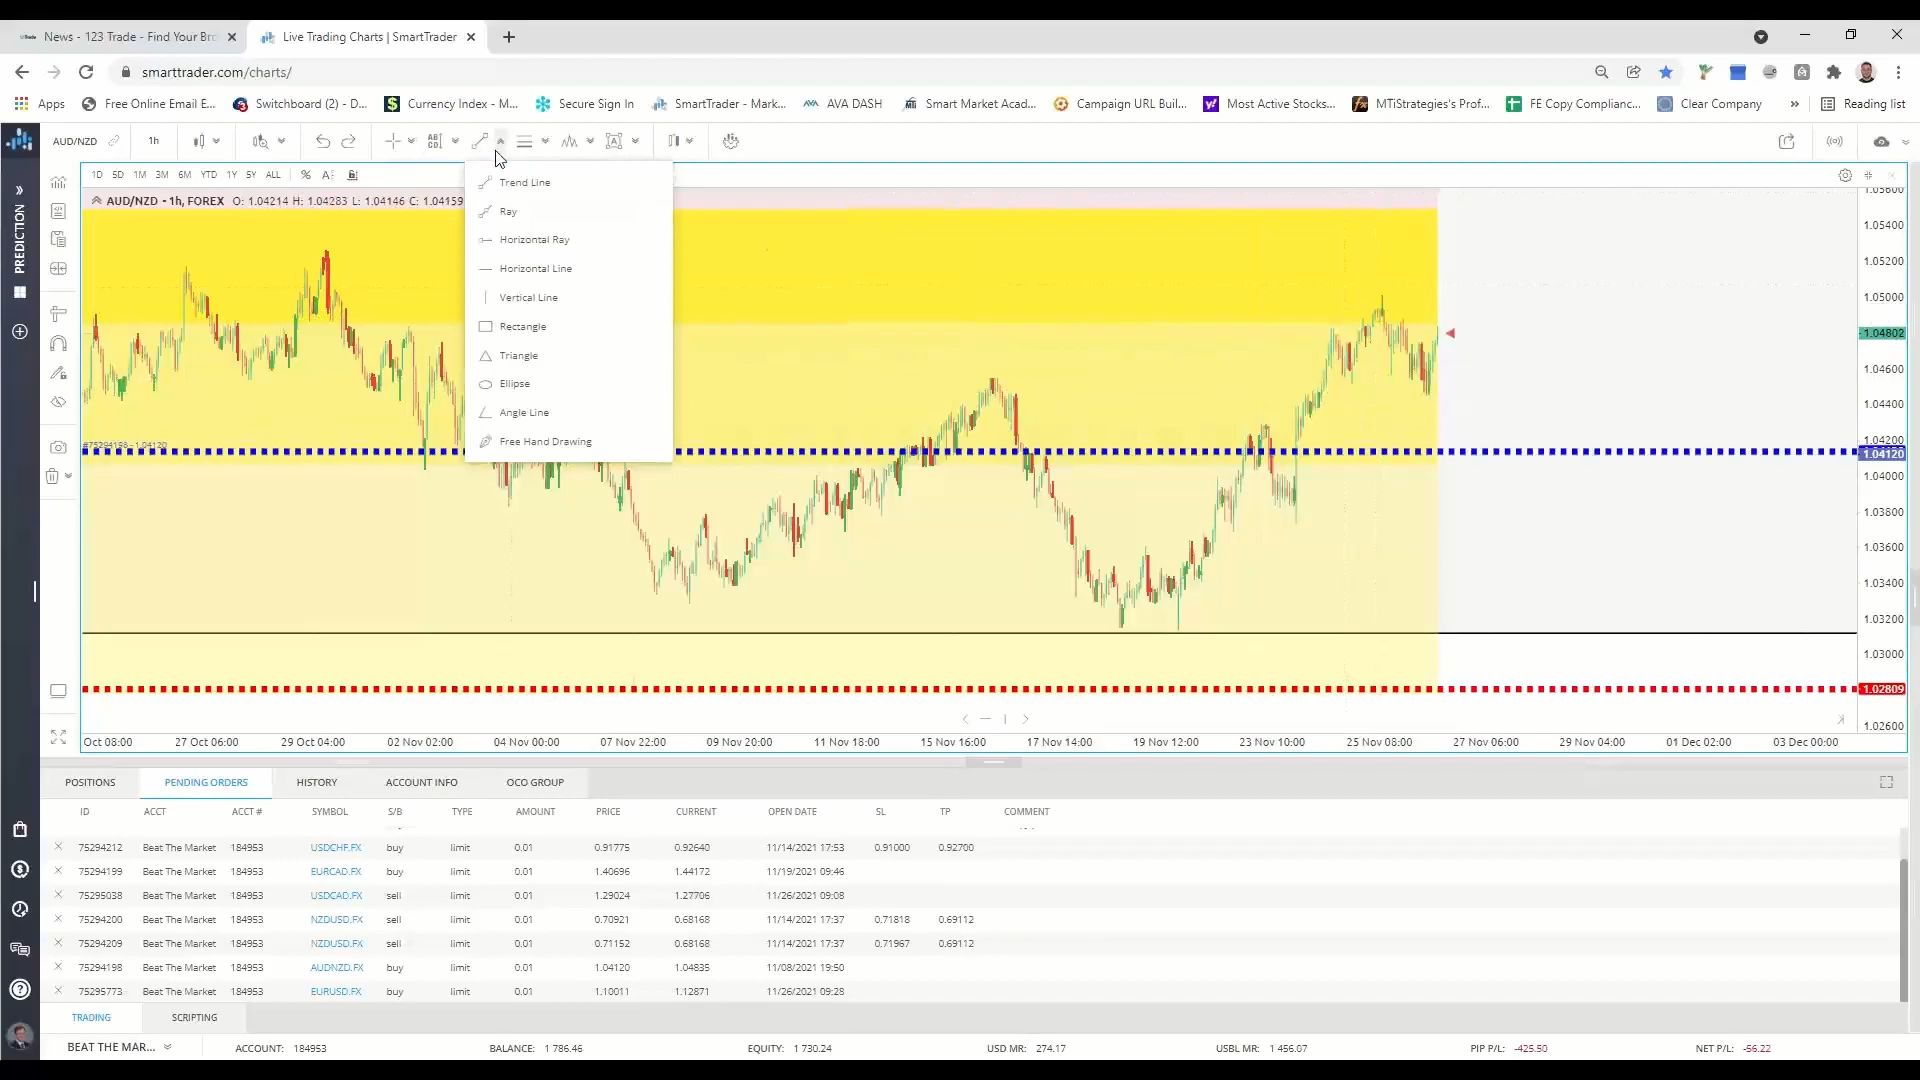 News - 123 Trade - Find Your Bro
Live Trading Charts | SmartTrader
smarttrader.com/charts/
Apps
Free Online Email E...
Switchboard (2) - D...
Currency Index - M...
Secure Sign In
SmartTrader - Mark...
AVA DASH
Smart Market Acad...
Campaign URL Buil...
Most Active Stocks...
MTiStrategies's Prof...
FE Copy Complianc...
Clear Company
Reading list
AUD/NZD
1h
1D 5D 1M 3M 6M YTD 1Y 5Y ALL
AUD/NZD - 1h, FOREX O: 1.04214 H: 1.04283 L: 1.04146 C: 1.04159
Trend Line
Ray
Horizontal Ray
Horizontal Line
Vertical Line
Rectangle
Triangle
Ellipse
Angle Line
Free Hand Drawing
PREDICTION
#75294198 - 1.04120
1.05600
1.05400
1.05200
1.05000
1.04802
1.04600
1.04400
1.04200
1.04120
1.04000
1.03800
1.03600
1.03400
1.03200
1.03000
1.02809
1.02600
Oct 08:00 27 Oct 06:00 29 Oct 04:00 02 Nov 02:00 04 Nov 00:00 07 Nov 22:00 09 Nov 20:00 11 Nov 18:00 15 Nov 16:00 17 Nov 14:00 19 Nov 12:00 23 Nov 10:00 25 Nov 08:00 27 Nov 06:00 29 Nov 04:00 01 Dec 02:00 03 Dec 00:00
POSITIONS PENDING ORDERS HISTORY ACCOUNT INFO OCO GROUP
ID ACCT ACCT # SYMBOL S/B TYPE AMOUNT PRICE CURRENT OPEN DATE SL TP COMMENT
75294212 Beat The Market 184953 USDCHF.FX buy limit 0.01 0.91775 0.92640 11/14/2021 17:53 0.91000 0.92700
75294199 Beat The Market 184953 EURCAD.FX buy limit 0.01 1.40696 1.44172 11/19/2021 09:46
75295038 Beat The Market 184953 USDCAD.FX sell limit 0.01 1.29024 1.27706 11/26/2021 09:08
75294200 Beat The Market 184953 NZDUSD.FX sell limit 0.01 0.70921 0.68168 11/14/2021 17:37 0.71818 0.69112
75294209 Beat The Market 184953 NZDUSD.FX sell limit 0.01 0.71152 0.68168 11/14/2021 17:37 0.71967 0.69112
75294198 Beat The Market 184953 AUDNZD.FX buy limit 0.01 1.04120 1.04835 11/08/2021 19:50
75295773 Beat The Market 184953 EURUSD.FX buy limit 0.01 1.10011 1.12871 11/26/2021 09:28
TRADING SCRIPTING
BEAT THE MAR... ACCOUNT: 184953 BALANCE: 1 786.46 EQUITY: 1 730.24 USD MR: 274.17 USBL MR: 1 456.07 PIP P/L: -425.50 NET P/L: -56.22